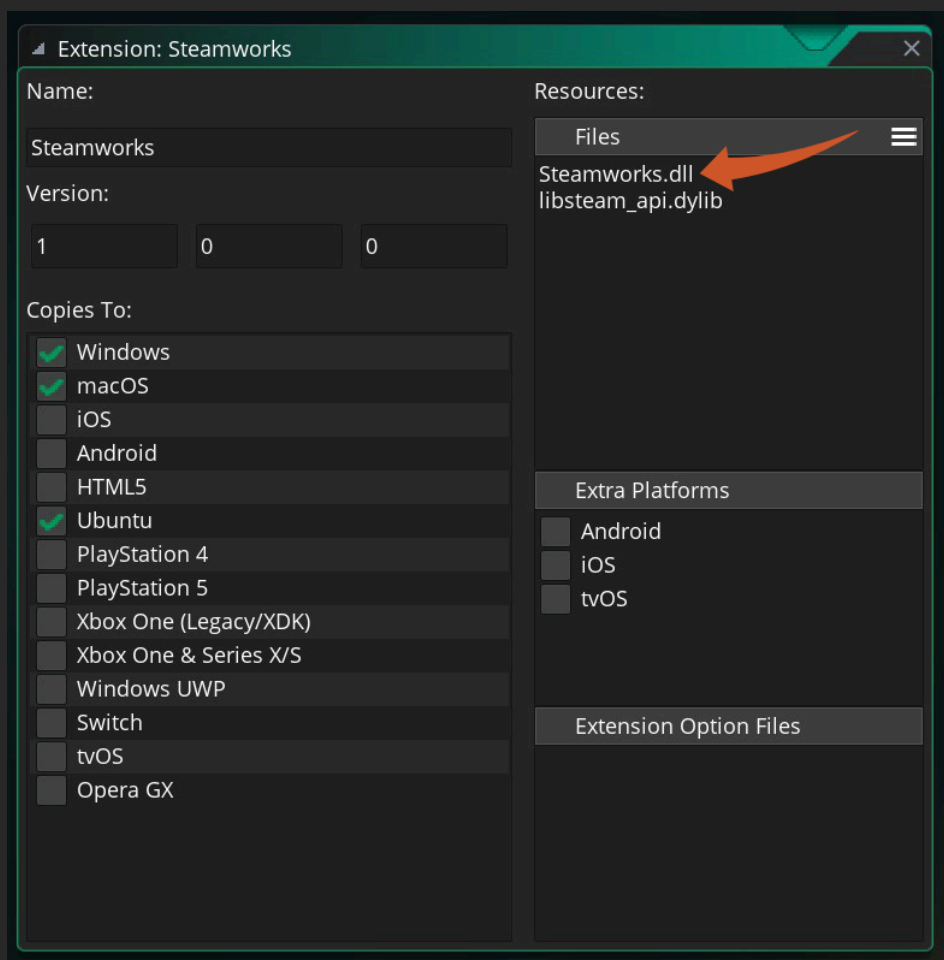 Extension: Steamworks
Name:
Steamworks
Version:
1 0 0
Copies To:
Windows
macOS
iOS
Android
HTML5
Ubuntu
PlayStation 4
PlayStation 5
Xbox One (Legacy/XDK)
Xbox One & Series X/S
Windows UWP
Switch
tvOS
Opera GX
Resources:
Files
Steamworks.dll
libsteam_api.dylib
Extra Platforms
Android
iOS
tvOS
Extension Option Files